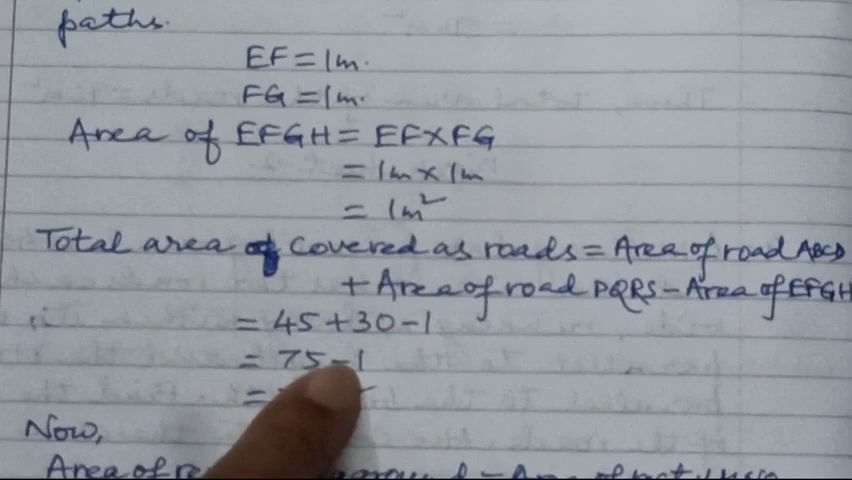 paths.
EF = 1m.
FG = 1m.
Area of EFGH = EF×FG
= 1m × 1m
= 1m²
Total area covered as roads = Area of road ABCD
+ Area of road PQRS - Area of EFGH
= 45+30-1
= 75-1
=
Now,
Area of